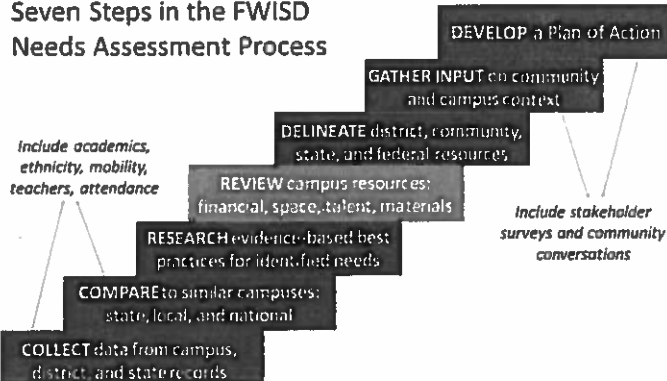 Seven Steps in the FWISD
Needs Assessment Process
DEVELOP a Plan of Action
GATHER INPUT on community
and campus context
DELINEATE district, community,
state, and federal resources
Include academics,
ethnicity, mobility,
teachers, attendance
REVIEW campus resources:
financial, space, talent, materials
Include stakeholder
surveys and community
conversations
RESEARCH evidence-based best
practices for identified needs
COMPARE to similar campuses:
state, local, and national
COLLECT data from campus,
district, and state records